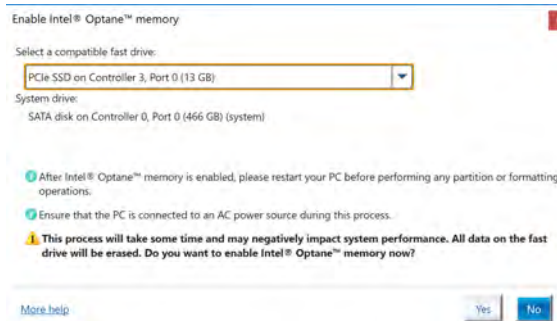 Enable Intel® Optane™ memory
Select a compatible fast drive:
PCIe SSD on Controller 3, Port 0 (13 GB)
System drive:
SATA disk on Controller 0, Port 0 (466 GB) (system)
After Intel® Optane™ memory is enabled, please restart your PC before performing any partition or formatting
operations.
Ensure that the PC is connected to an AC power source during this process.
This process will take some time and may negatively impact system performance. All data on the fast
drive will be erased. Do you want to enable Intel® Optane™ memory now?
More help
Yes
No